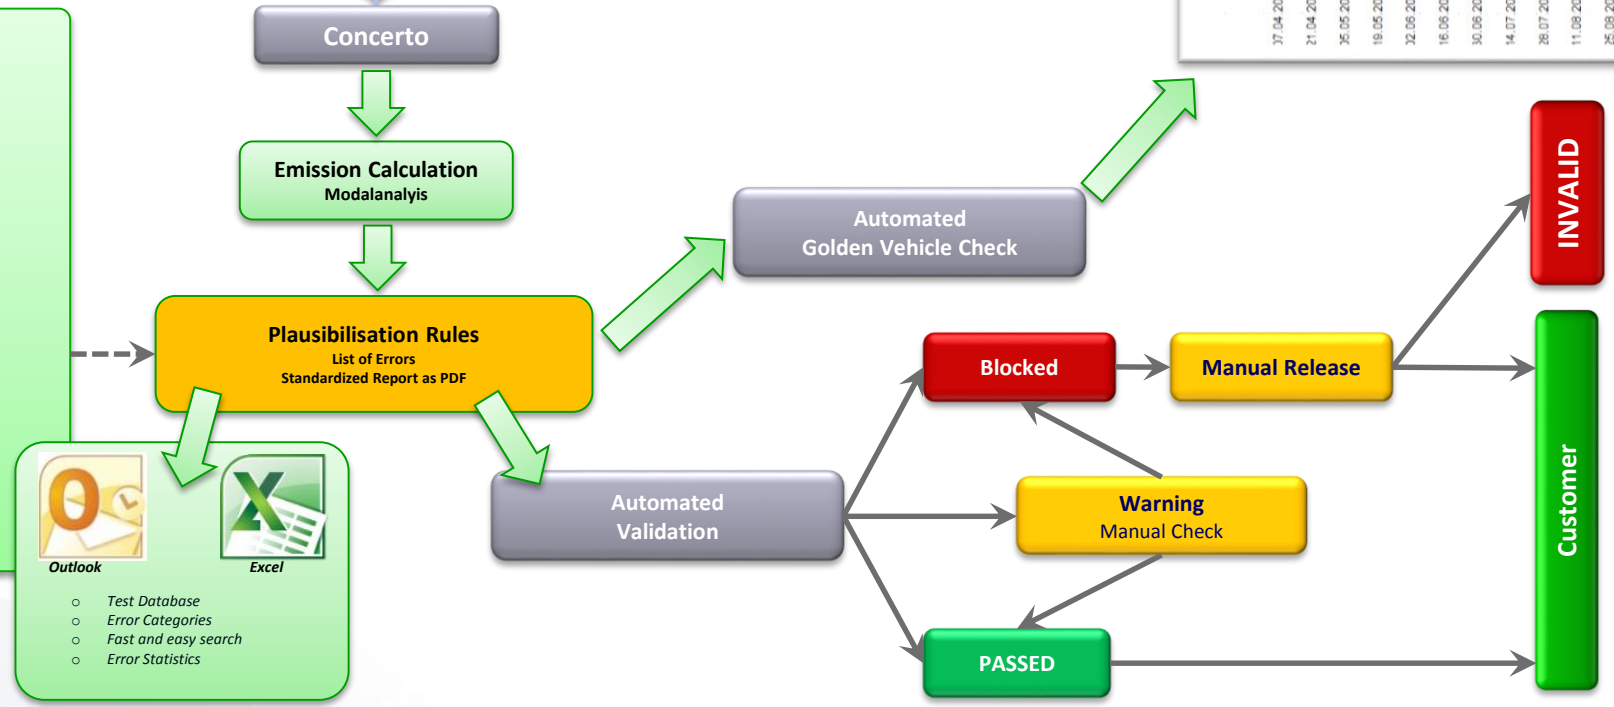 Concerto
Emission Calculation
Modalanalyis
Automated
Golden Vehicle Check
INVALID
Plausibilisation Rules
List of Errors
Standardized Report as PDF
Blocked
Manual Release
Customer
Outlook
Excel
Automated
Validation
Warning
Manual Check
Test Database
Error Categories
Fast and easy search
Error Statistics
PASSED